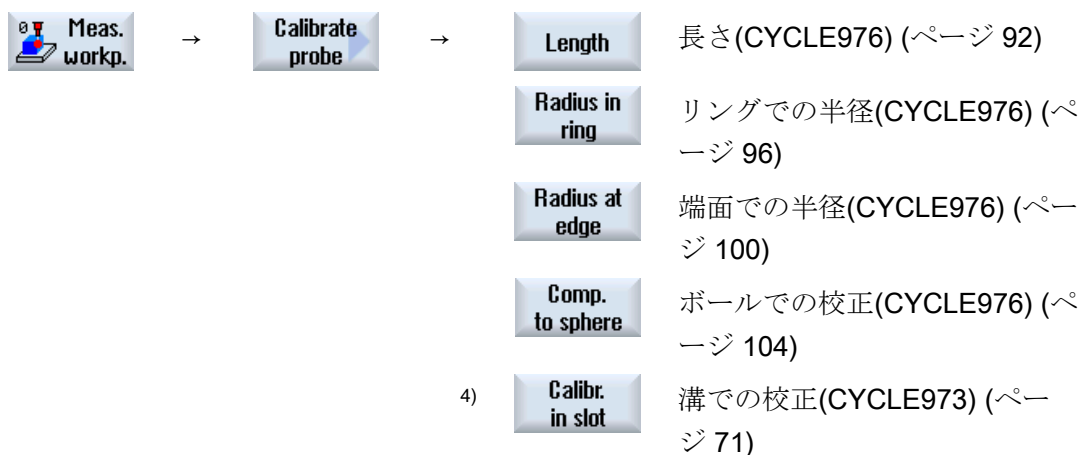 Meas. workp. → Calibrate probe → Length 長さ(CYCLE976) (ページ 92)
Radius in ring リングでの半径(CYCLE976) (ペ
ージ 96)
Radius at edge 端面での半径(CYCLE976) (ペー
ジ 100)
Comp. to sphere ボールでの校正(CYCLE976) (ペ
ージ 104)
4) Calibr. in slot 溝での校正(CYCLE973) (ペー
ジ 71)